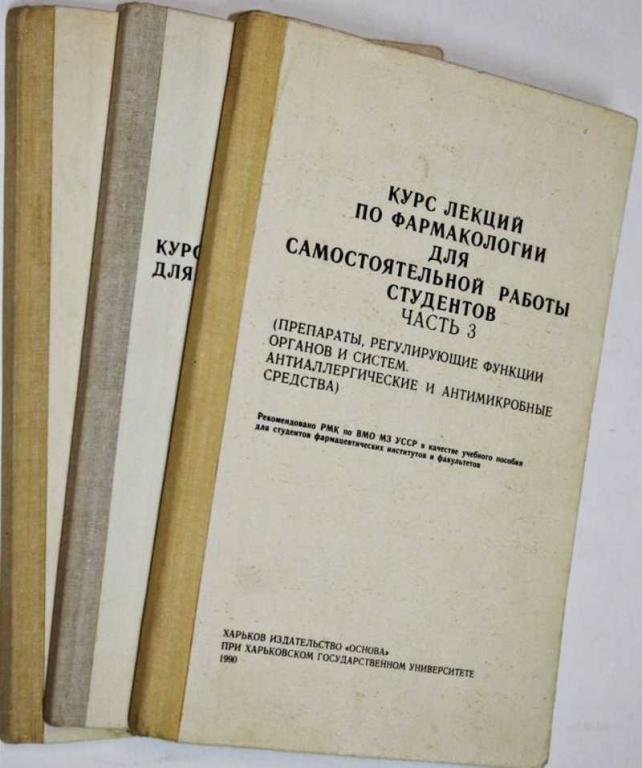 КУРС
ДЛЯ
КУРС ЛЕКЦИЙ
ПО ФАРМАКОЛОГИИ
ДЛЯ
САМОСТОЯТЕЛЬНОЙ РАБОТЫ
СТУДЕНТОВ
ЧАСТЬ 3
(ПРЕПАРАТЫ, РЕГУЛИРУЮЩИЕ ФУНКЦИИ
ОРГАНОВ И СИСТЕМ.
АНТИАЛЛЕРГИЧЕСКИЕ И АНТИМИКРОБНЫЕ
СРЕДСТВА)
Рекомендовано РМК по ВМО МЗ УССР в качестве учебного пособия
для студентов фармацевтических институтов и факультетов
ХАРЬКОВ ИЗДАТЕЛЬСТВО «ОСНОВА»
ПРИ ХАРЬКОВСКОМ ГОСУДАРСТВЕННОМ УНИВЕРСИТЕТЕ
1990